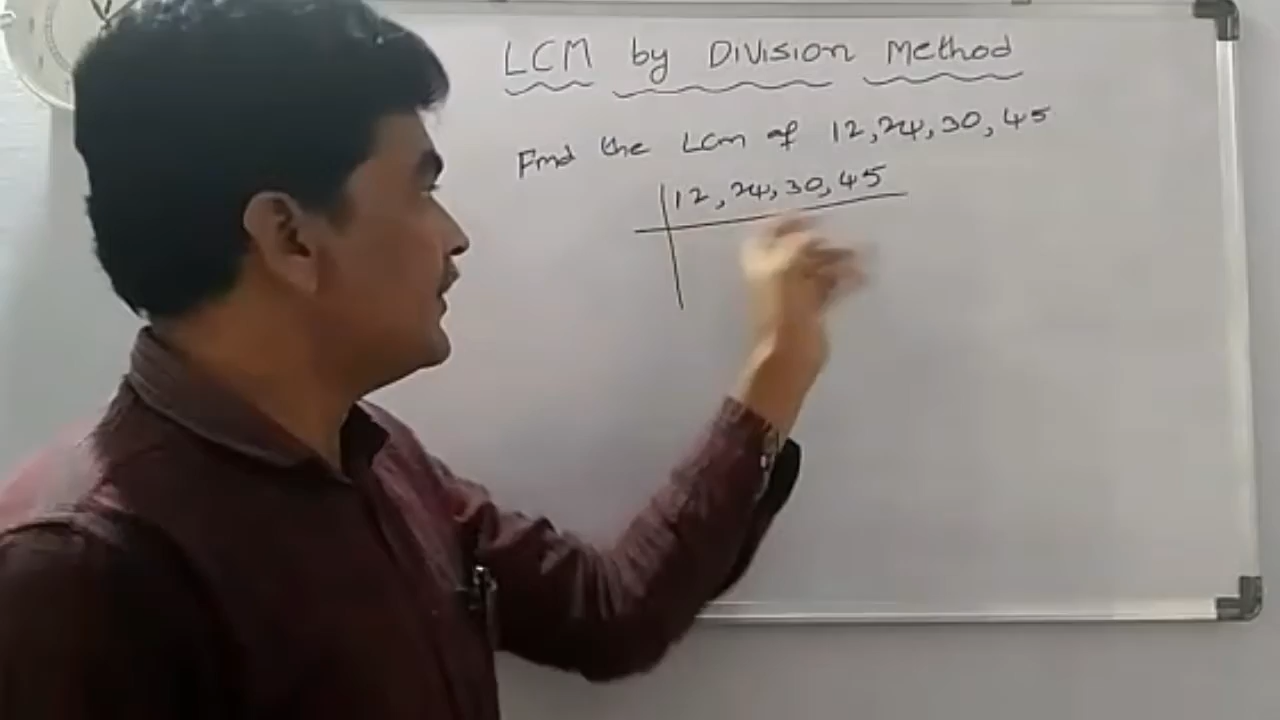 LCM by Division Method
Find the LCM of 12, 24, 30, 45
12, 24, 30, 45